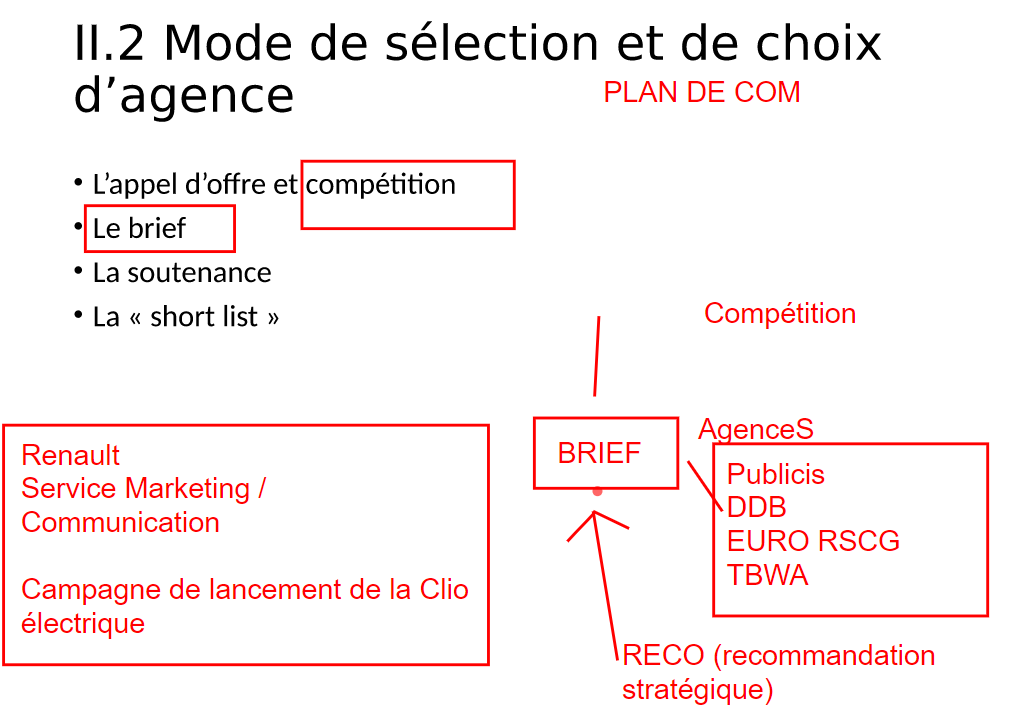 II.2 Mode de sélection et de choix
d’agence
PLAN DE COM
• L’appel d’offre et compétition
• Le brief
• La soutenance
• La « short list »
Compétition
Renault
Service Marketing /
Communication
Campagne de lancement de la Clio
électrique
BRIEF
AgenceS
Publicis
DDB
EURO RSCG
TBWA
RECO (recommandation
stratégique)